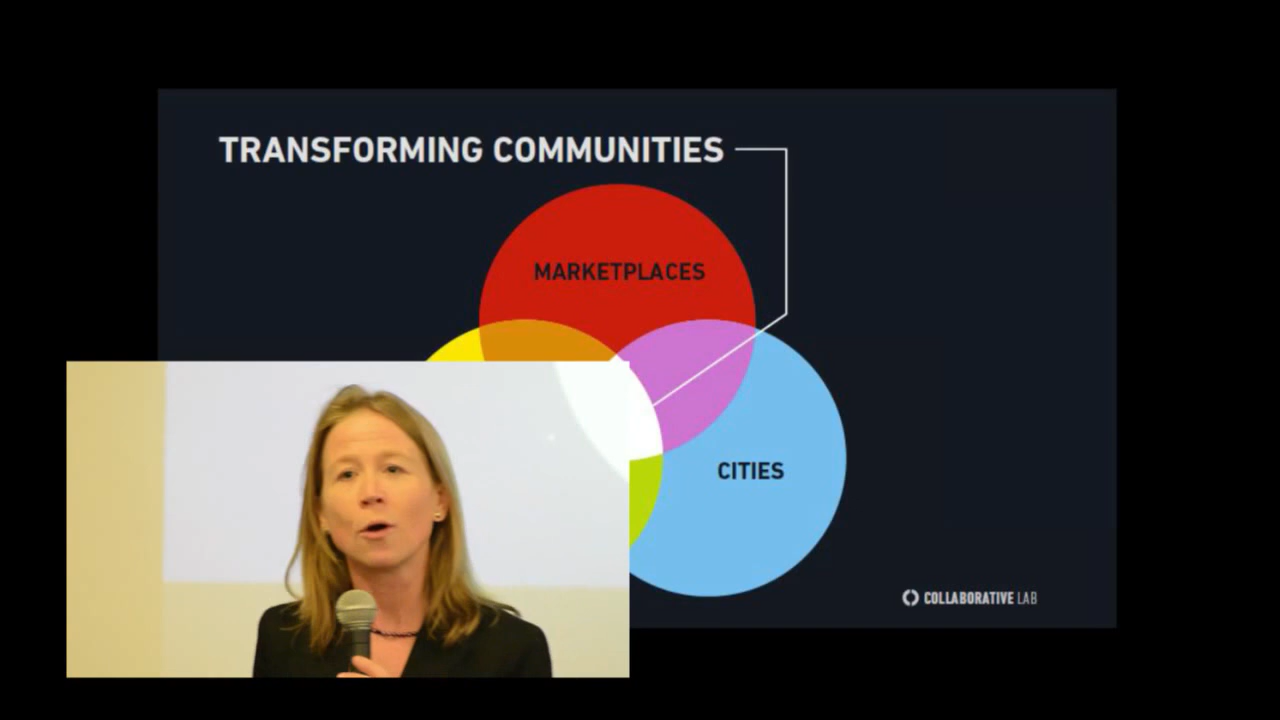 TRANSFORMING COMMUNITIES
MARKETPLACES
CITIES
COLLABORATIVE LAB